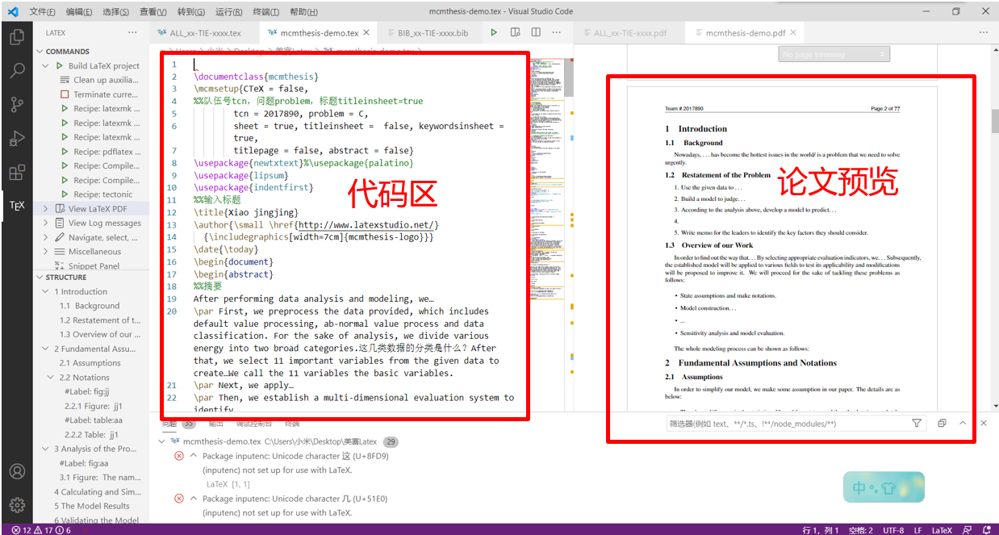 文件(F) 编辑(E) 选择(S) 查看(V) 转到(G) 运行(R) 终端(T) 帮助(H) mcmthesis-demo.tex - Visual Studio Code
LATEX
ALL_xx-TIE-xxxx.tex mcmthesis-demo.tex BIB_xx-TIE-xxxx.bib
ALL_xx-TIE-xxxx.pdf mcmthesis-demo.pdf
COMMANDS
Build LaTeX project
Clean up auxilia...
Terminate curre...
Recipe: latexmk ...
Recipe: latexmk ...
Recipe: latexmk ...
Recipe: pdflatex ...
Recipe: Compile...
Recipe: Compile...
Recipe: tectonic
TEX
View LaTeX PDF
View Log messages
Navigate, select, ...
Miscellaneous
Snippet Panel
STRUCTURE
1 Introduction
1.1 Background
1.2 Restatement of t...
1.3 Overview of our ...
2 Fundamental Assu...
2.1 Assumptions
2.2 Notations
#Label: fig:jj
2.2.1 Figure: jj1
#Label: table:aa
2.2.2 Table: jj1
3 Analysis of the Pro...
#Label: fig:aa
3.1 Figure: The nam...
4 Calculating and Sim...
5 The Model Results
6 Validating the Model
1
2 \documentclass{mcmthesis}
3 \mcmsetup{CTeX = false,
4 %%队伍号tcn，问题problem，标题titleinsheet=true
5 tcn = 2017890, problem = C,
6 sheet = true, titleinsheet = false, keywordsinsheet =
true,
7 titlepage = false, abstract = false}
8 \usepackage{newtxtext}%\usepackage{palatino}
9 \usepackage{lipsum}
10 \usepackage{indentfirst}
11 %%输入标题
12 \title{Xiao jingjing}
13 \author{\small \href{http://www.latexstudio.net/}
14 {\includegraphics[width=7cm]{mcmthesis-logo}}}
15 \date{\today}
16 \begin{document}
17 \begin{abstract}
18 %%摘要
19 After performing data analysis and modeling, we…
20 \par First, we preprocess the data provided, which includes
default value processing, ab-normal value process and data
classification. For the sake of analysis, we divide various
energy into two broad categories.这几类数据的分类是什么？After
that, we select 11 important variables from the given data to
create…We call the 11 variables the basic variables.
21 \par Next, we apply…
22 \par Then, we establish a multi-dimensional evaluation system to
identify
代码区
No page trimming
Team # 2017890 Page 2 of ??
1 Introduction
1.1 Background
Nowadays, . . . has become the hottest issues in the world/ is a problem that we need to solve
urgently.
1.2 Restatement of the Problem
1. Use the given data to . . .
2. Build a model to judge. . .
3. According to the analysis above, develop a model to predict. . .
4.
5. Write memo for the leaders to identify the key factors they should consider.
1.3 Overview of our Work
In order to find out the way that. . . By selecting appropriate evaluation indicators, we. . . Subsequently,
the established model will be applied to various fields to test its applicability and modifications
will be proposed to improve it. We will proceed for the sake of tackling these problems as
follows:
• State assumptions and make notations.
• Model construction. . .
• ...
• Sensitivity analysis and model evaluation.
The whole modeling process can be shown as follows:
2 Fundamental Assumptions and Notations
2.1 Assumptions
In order to simplify our model, we make some assumption in our paper. The details are as
below:
论文预览
问题 35 输出 调试控制台 终端
筛选器(例如 text、**/*.ts、!**/node_modules/**)
mcmthesis-demo.tex C:\Users\小米\Desktop\美赛Latex 29
Package inputenc: Unicode character 这 (U+8FD9)
(inputenc) not set up for use with LaTeX.
LaTeX [1, 1]
Package inputenc: Unicode character 几 (U+51E0)
(inputenc) not set up for use with LaTeX.
中
12 17 6
行 1，列 1 空格: 2 UTF-8 LF LaTeX